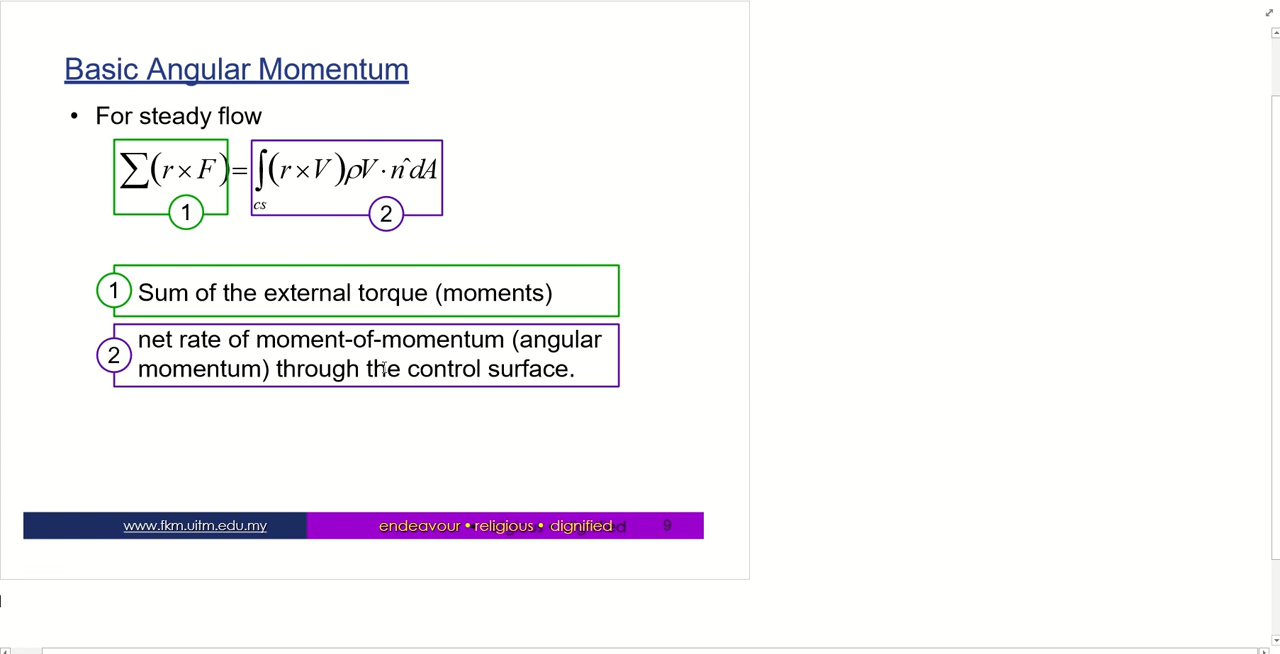 Basic Angular Momentum
• For steady flow
∑(r × F) = ∫cs (r × V)ρV · n̂ dA
1
2
1 Sum of the external torque (moments)
2 net rate of moment-of-momentum (angular
momentum) through the control surface.
www.fkm.uitm.edu.my endeavour • religious • dignified 9